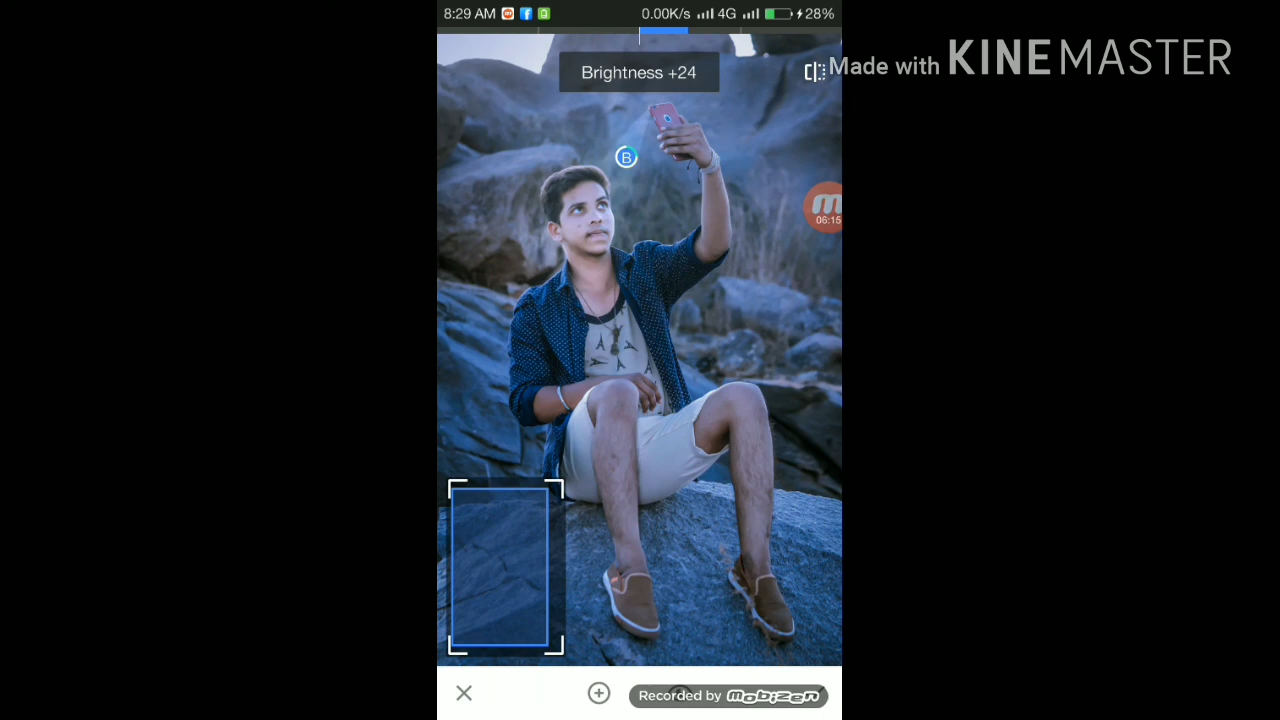 8:29 AM
0.00K/s 4G 28%
Brightness +24
Made with KINEMASTER
B
06:15
Recorded by mobizen